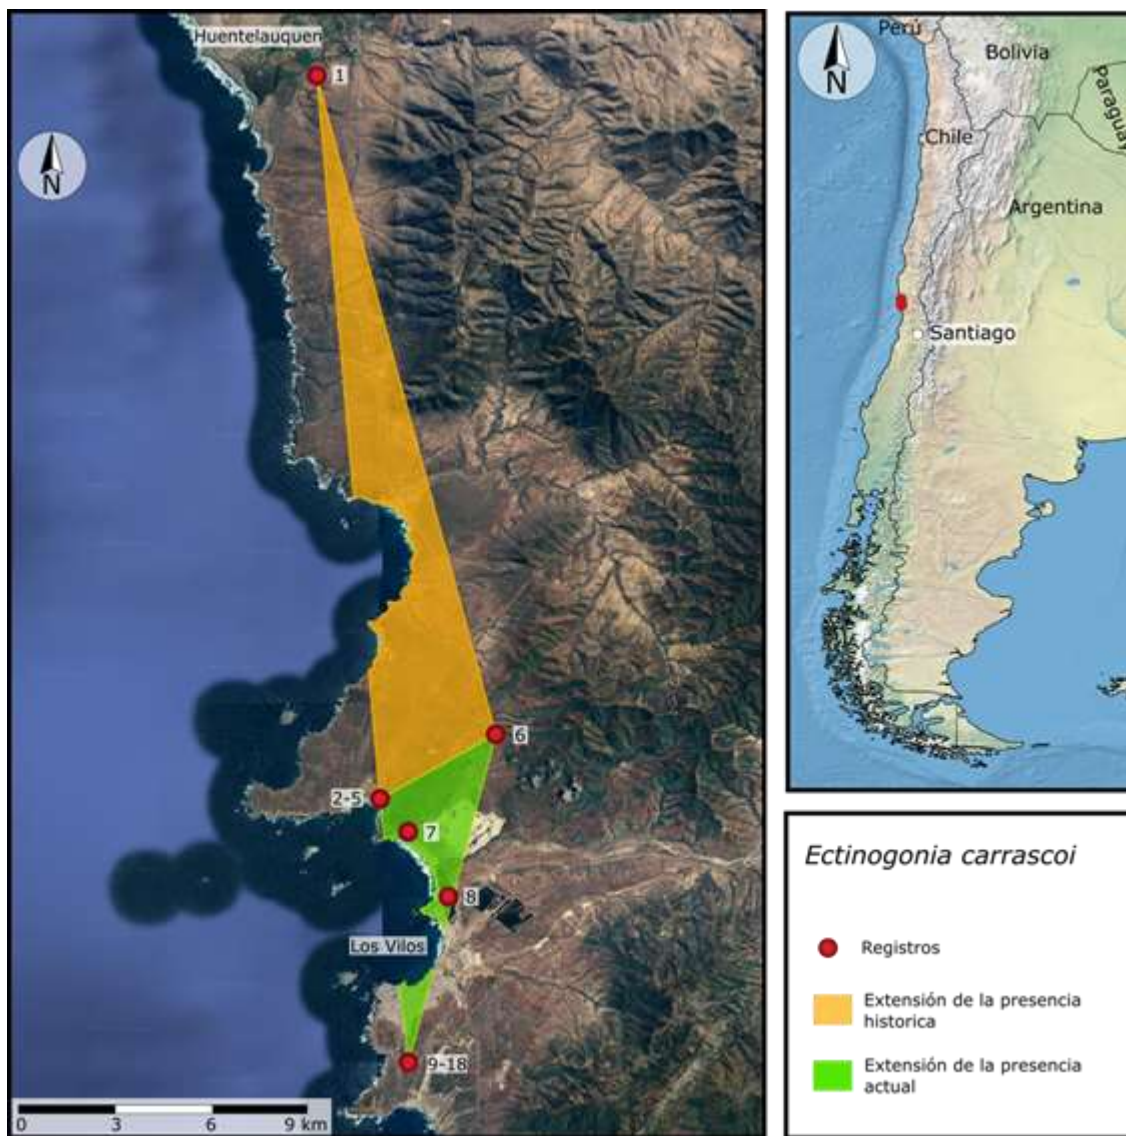 Huentelauquen
1
N
6
2-5
7
8
Los Vilos
9-18
0 3 6 9 km
N
Perú
Bolivia
Paraguay
Chile
Argentina
Santiago
Ectinogonia carrascoi
Registros
Extensión de la presencia
historica
Extensión de la presencia
actual